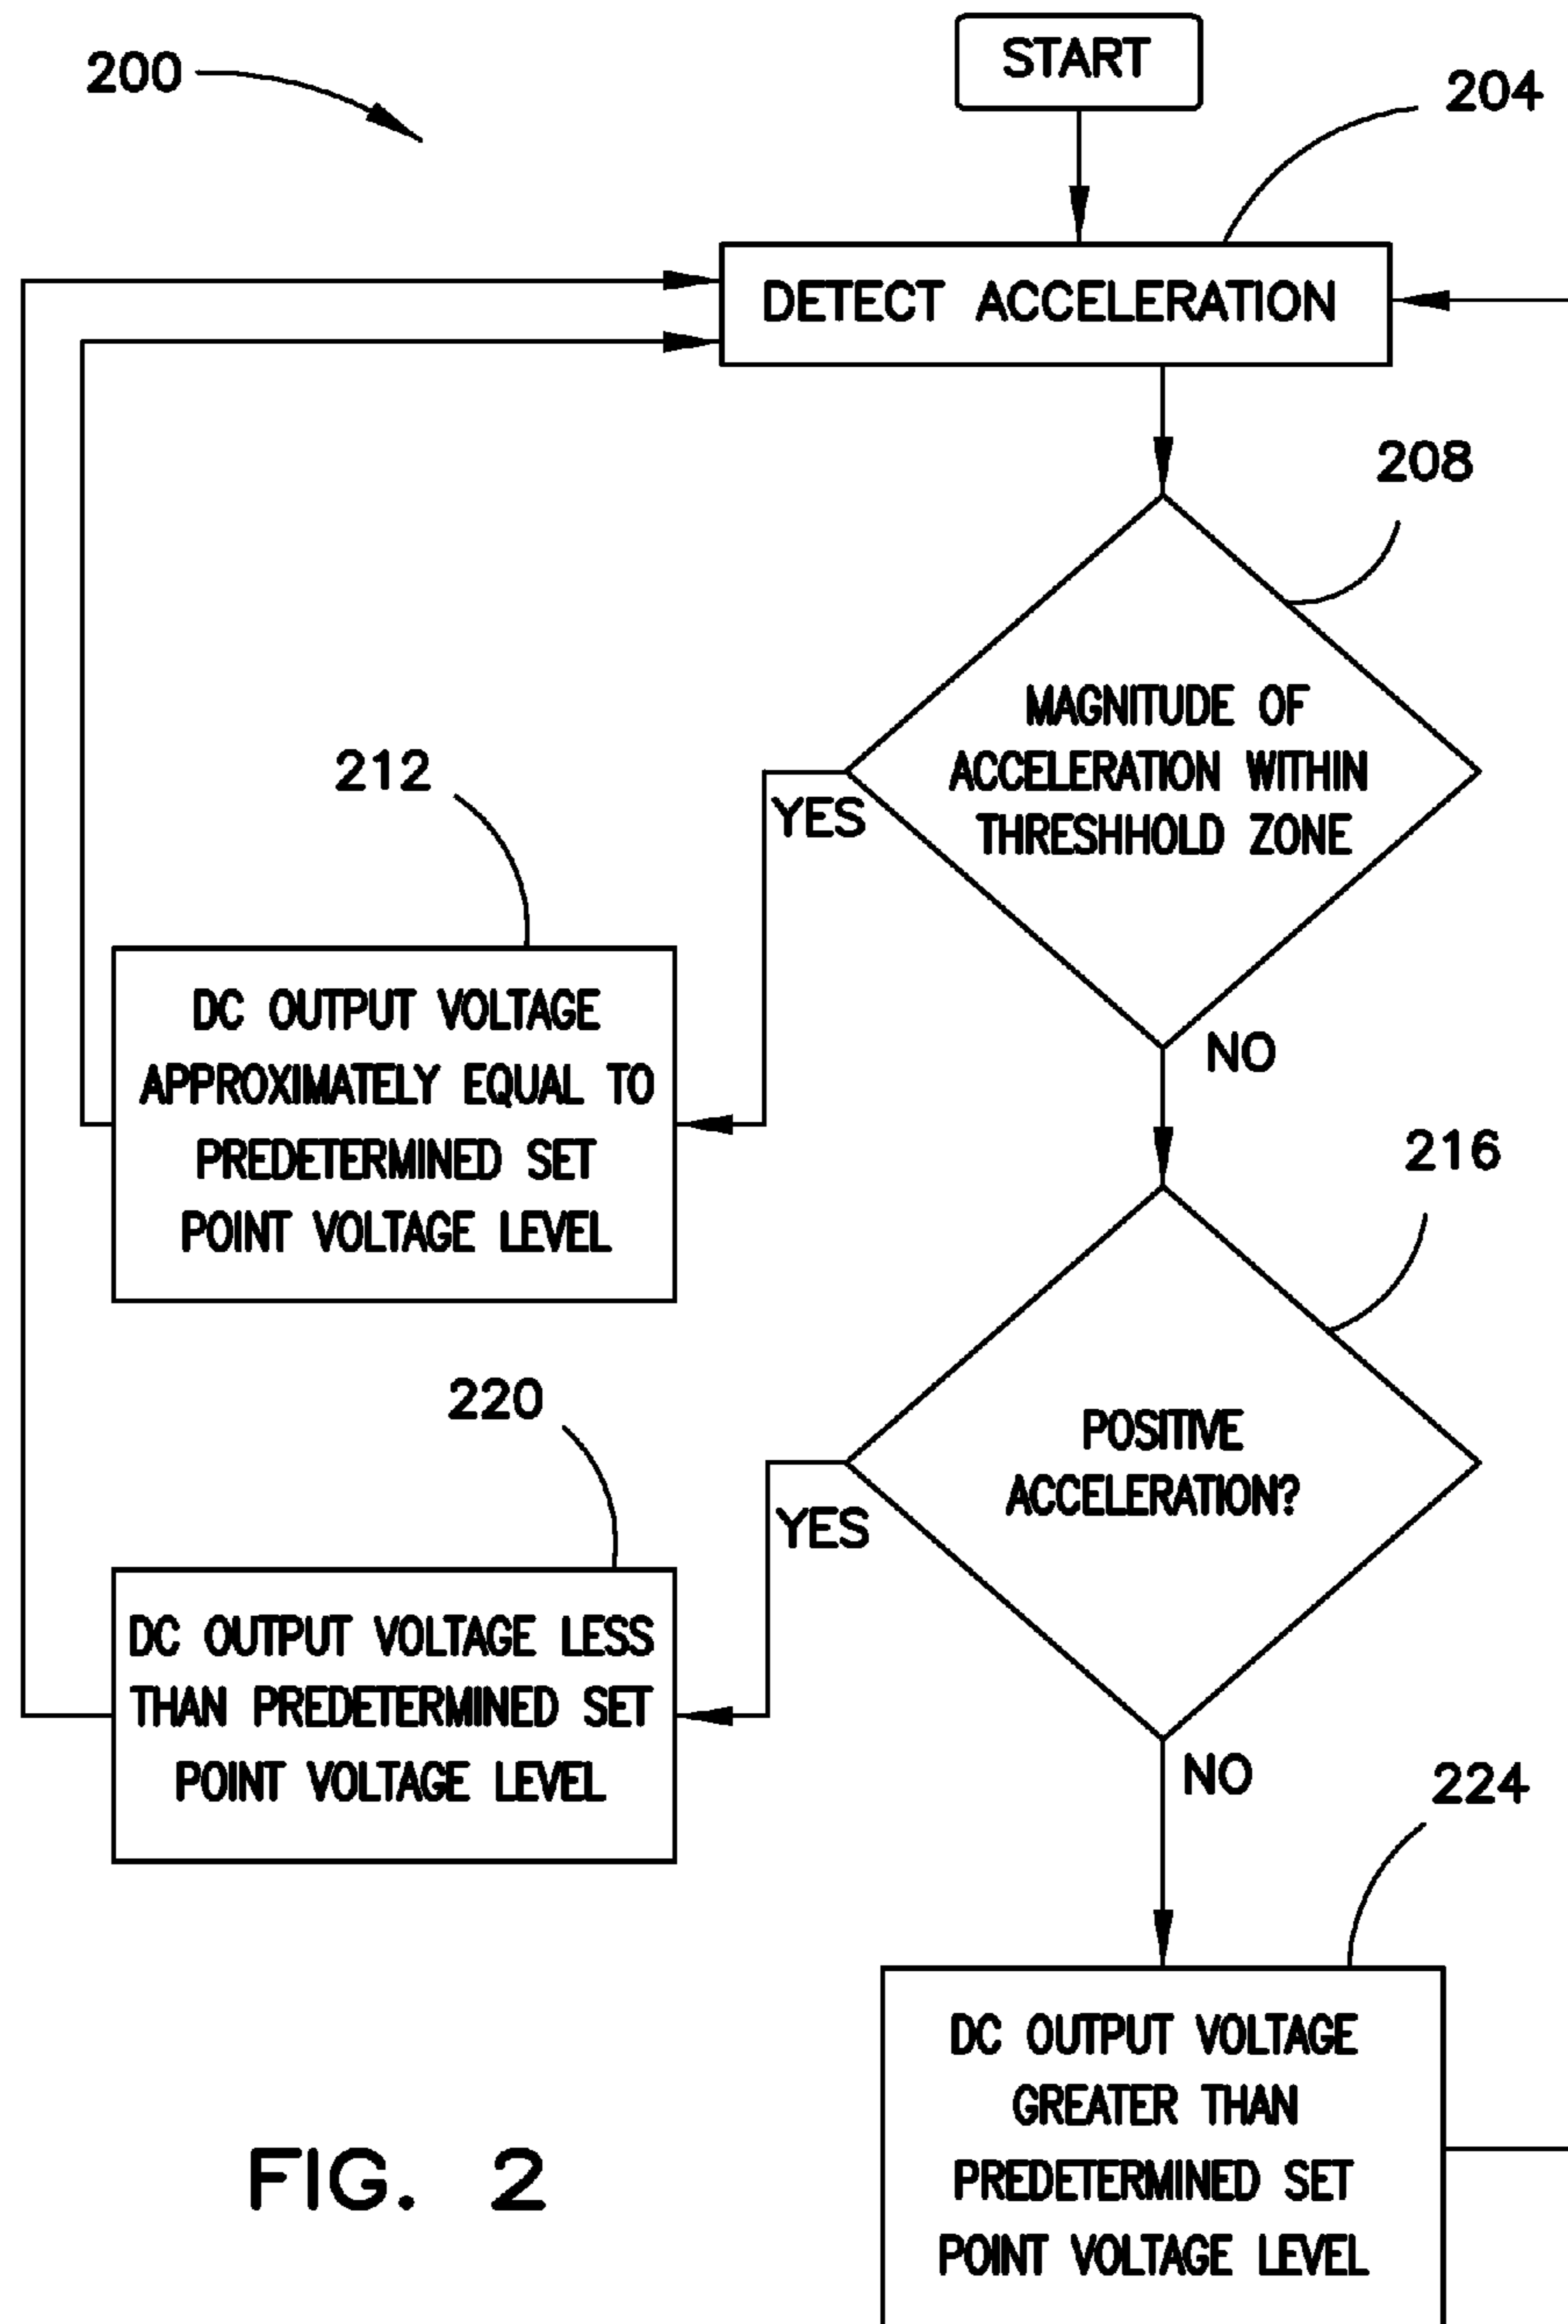 START
200
204
DETECT ACCELERATION
208
MAGNITUDE OF
ACCELERATION WITHIN
THRESHHOLD ZONE
YES
NO
212
DC OUTPUT VOLTAGE
APPROXIMATELY EQUAL TO
PREDETERMINED SET
POINT VOLTAGE LEVEL
216
POSITIVE
ACCELERATION?
YES
NO
220
DC OUTPUT VOLTAGE LESS
THAN PREDETERMINED SET
POINT VOLTAGE LEVEL
224
DC OUTPUT VOLTAGE
GREATER THAN
PREDETERMINED SET
POINT VOLTAGE LEVEL
FIG. 2